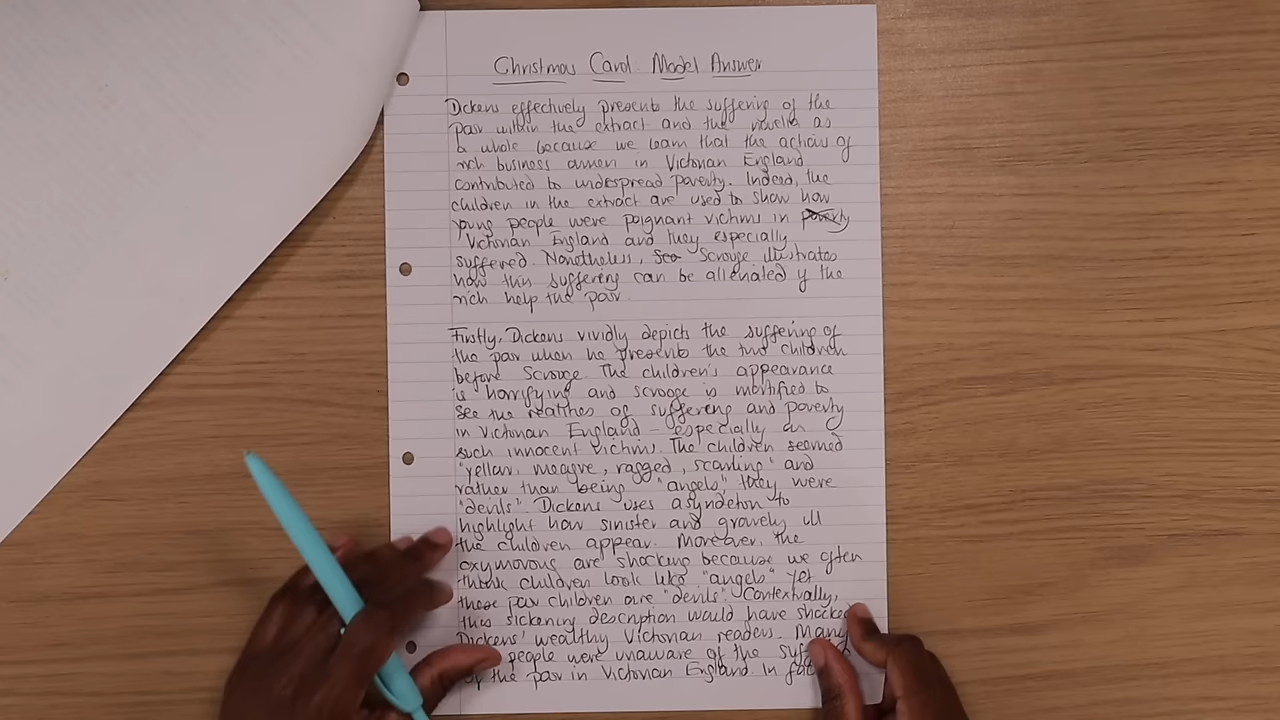 Christmas Carol Model Answer
Dickens effectively presents the suffering of the
poor within the extract and the novella as
a whole because we learn that the actions of
rich business in Victorian England
contributed to widespread poverty. Indeed, the
children in the extract are used to show how
young people were poignant victims in poverty
Victorian England and they especially
suffered. Nonetheless, Scrouge illustrates
how this suffering can be alleviated if the
rich help the poor.
Firstly, Dickens vividly depicts the suffering of
the poor when he presents the two children
before Scrouge. The children's appearance
is horrifying and scrooge is mortified to
see the realities of suffering and poverty
in Victorian England - especially on
such innocent victims. The children seemed
"yellow, meagre, ragged, scowling" and
rather than being "angels" they were
"devils". Dickens uses asyndeton to
highlight how sinister and gravely ill
the children appear. Moreover, the
oxymorous are shocking because we often
think children look like "angels" yet
these poor children are "devils". Contextually,
this sickening description would have shocked
Dickens' wealthy Victorian readers. Many
people were unaware of the
of the poor in Victorian England. In